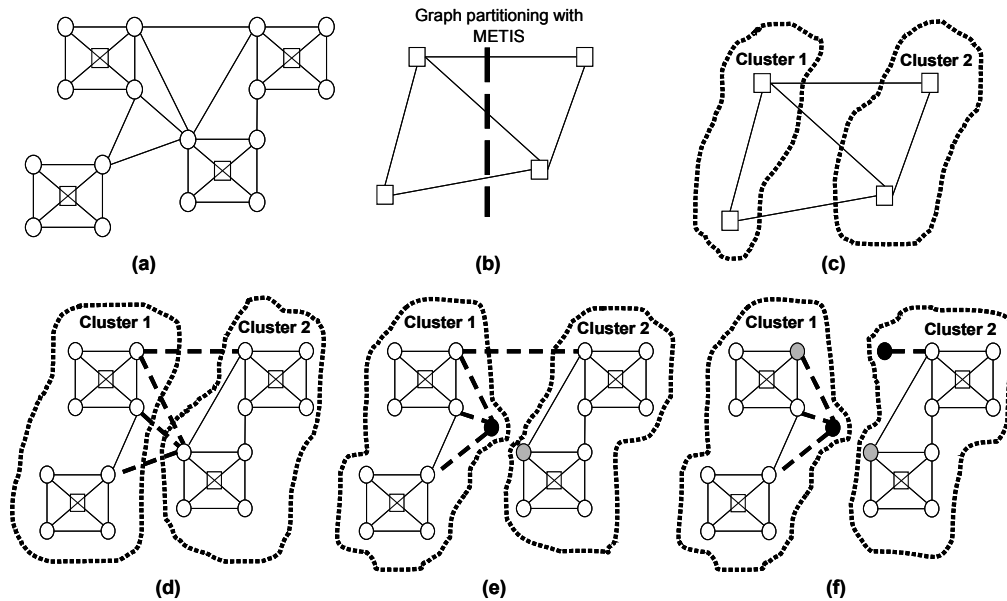 Graph partitioning with
METIS
Cluster 1
Cluster 2
(a)
(b)
(c)
Cluster 1
Cluster 2
Cluster 1
Cluster 2
Cluster 1
Cluster 2
(d)
(e)
(f)